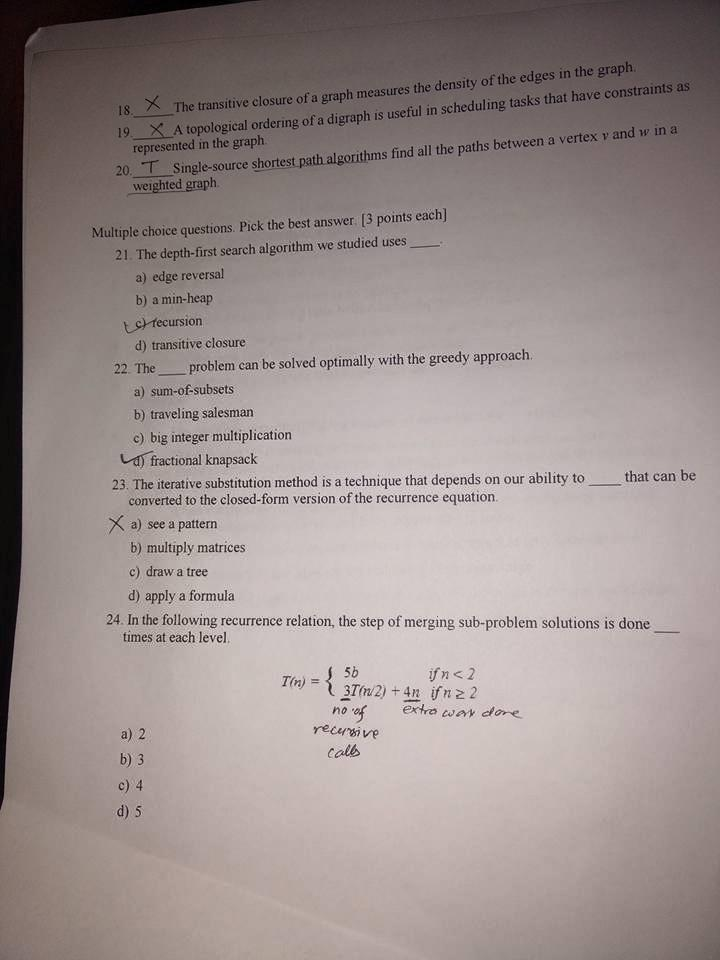 18. X The transitive closure of a graph measures the density of the edges in the graph.
19. X A topological ordering of a digraph is useful in scheduling tasks that have constraints as
represented in the graph.
20. T Single-source shortest path algorithms find all the paths between a vertex v and w in a
weighted graph.
Multiple choice questions. Pick the best answer. [3 points each]
21. The depth-first search algorithm we studied uses ____.
a) edge reversal
b) a min-heap
c) recursion
d) transitive closure
22. The ____ problem can be solved optimally with the greedy approach.
a) sum-of-subsets
b) traveling salesman
c) big integer multiplication
d) fractional knapsack
23. The iterative substitution method is a technique that depends on our ability to ____ that can be
converted to the closed-form version of the recurrence equation.
X a) see a pattern
b) multiply matrices
c) draw a tree
d) apply a formula
24. In the following recurrence relation, the step of merging sub-problem solutions is done ____
times at each level.
T(n) = { 5b if n < 2
3T(n/2) + 4n if n ≥ 2
no of extra work done
recursive
calls
a) 2
b) 3
c) 4
d) 5